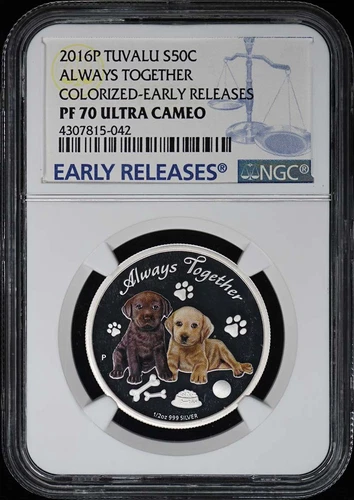 2016P TUVALU S50C
ALWAYS TOGETHER
COLORIZED-EARLY RELEASES
PF 70 ULTRA CAMEO
4307815-042
EARLY RELEASES®
NGC®
Always Together
P
1/2oz 999 SILVER